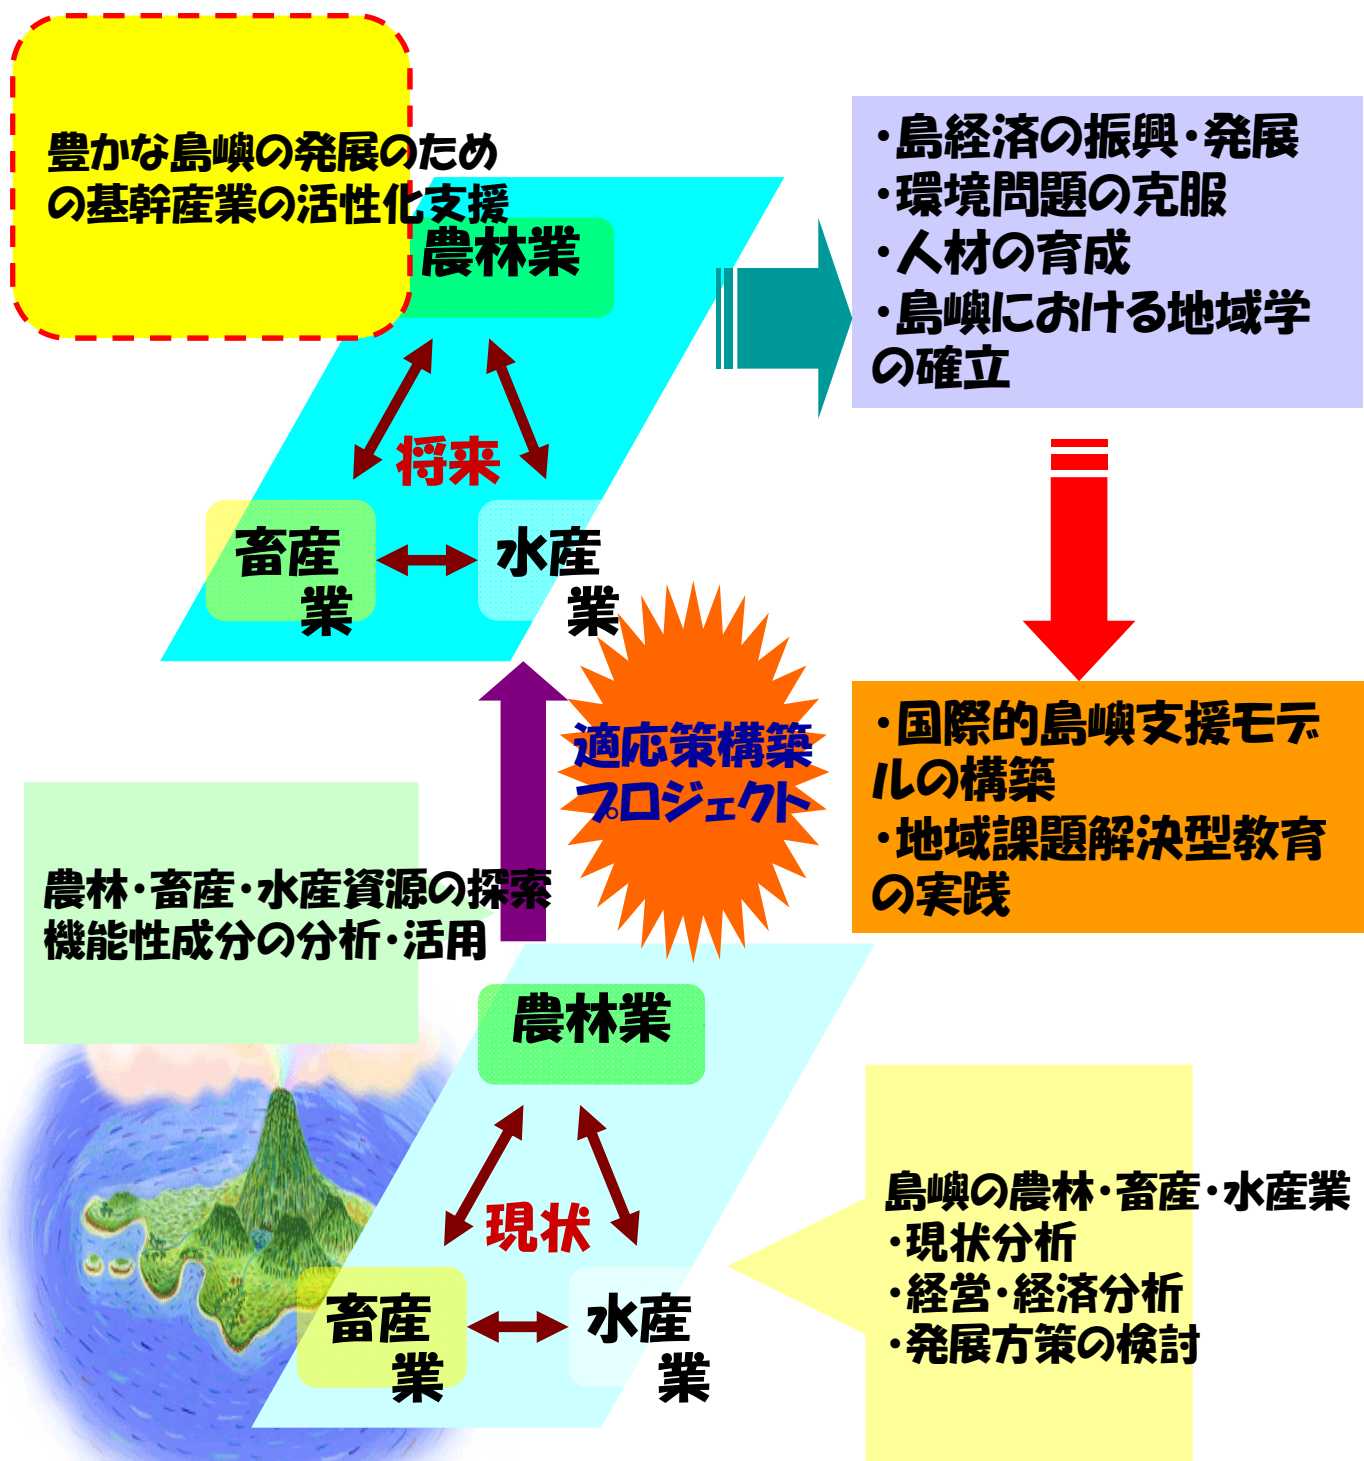 豊かな島嶼の発展のため
の基幹産業の活性化支援
農林業
将来
畜産
業
水産
業
・島経済の振興・発展
・環境問題の克服
・人材の育成
・島嶼における地域学
の確立
適応策構築
プロジェクト
・国際的島嶼支援モデ
ルの構築
・地域課題解決型教育
の実践
農林・畜産・水産資源の探索
機能性成分の分析・活用
農林業
現状
畜産
業
水産
業
島嶼の農林・畜産・水産業
・現状分析
・経営・経済分析
・発展方策の検討